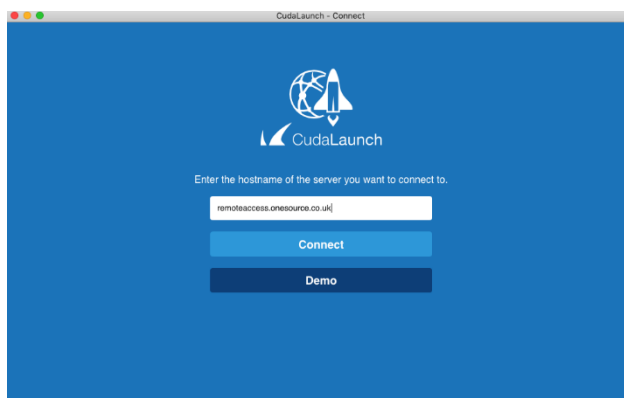 CudaLaunch - Connect
CudaLaunch
Enter the hostname of the server you want to connect to.
remoteaccess.onesource.co.uk
Connect
Demo